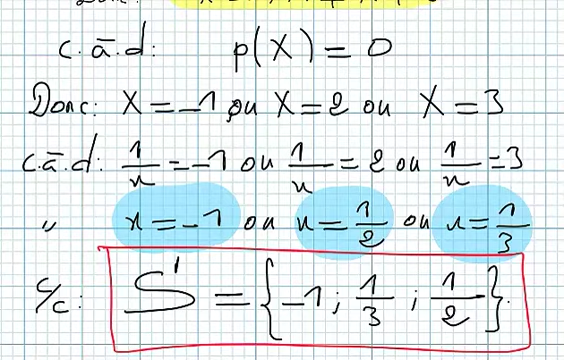 c.à.d: p(X) = 0
Donc: X = -1 ou X = 2 ou X = 3
c.à.d: 1/x = -1 ou 1/x = 2 ou 1/x = 3
" x = -1 ou x = 1/2 ou x = 1/3
c/c: S' = {-1 ; 1/3 ; 1/2}.